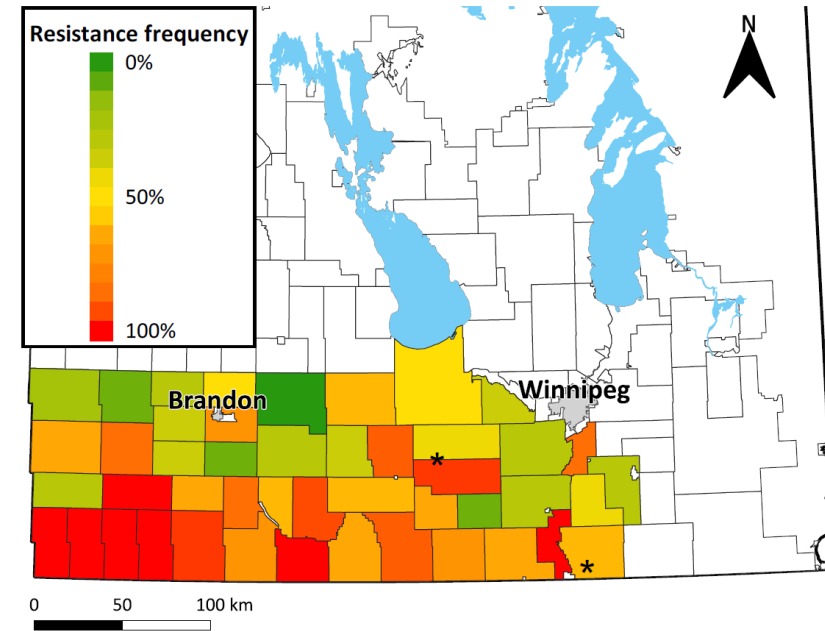 Resistance frequency
0%
50%
100%
N
Brandon
Winnipeg
*
*
0 50 100 km